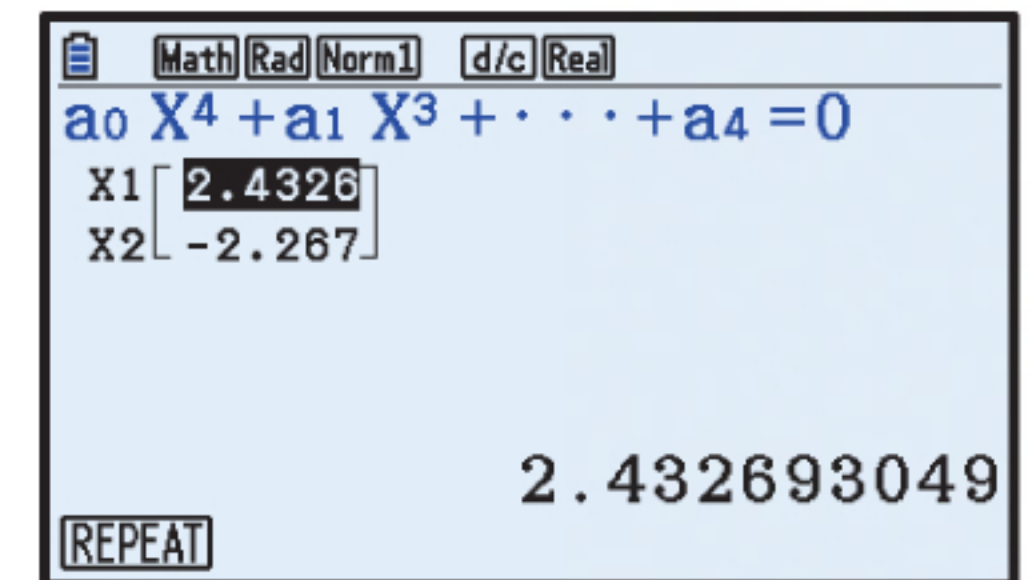 Math Rad Norm1 d/c Real
a₀ X⁴ + a₁ X³ + · · · + a₄ = 0
X1 [ 2.4326 ]
X2 [ -2.267 ]
2.432693049
REPEAT